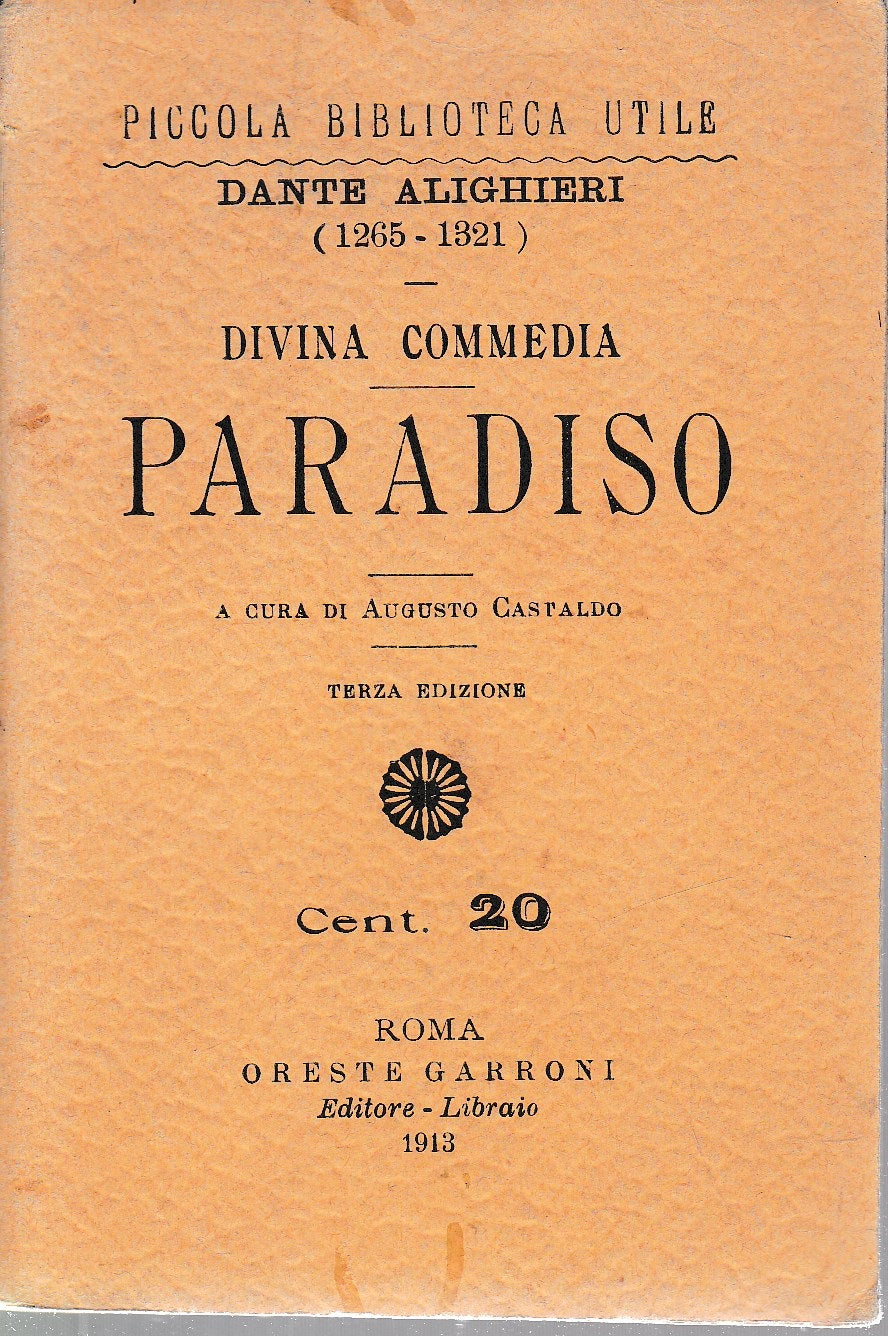 PICCOLA BIBLIOTECA UTILE
DANTE ALIGHIERI
(1265 - 1321)
DIVINA COMMEDIA
PARADISO
A CURA DI AUGUSTO CASTALDO
TERZA EDIZIONE
Cent. 20
ROMA
ORESTE GARRONI
Editore - Libraio
1913